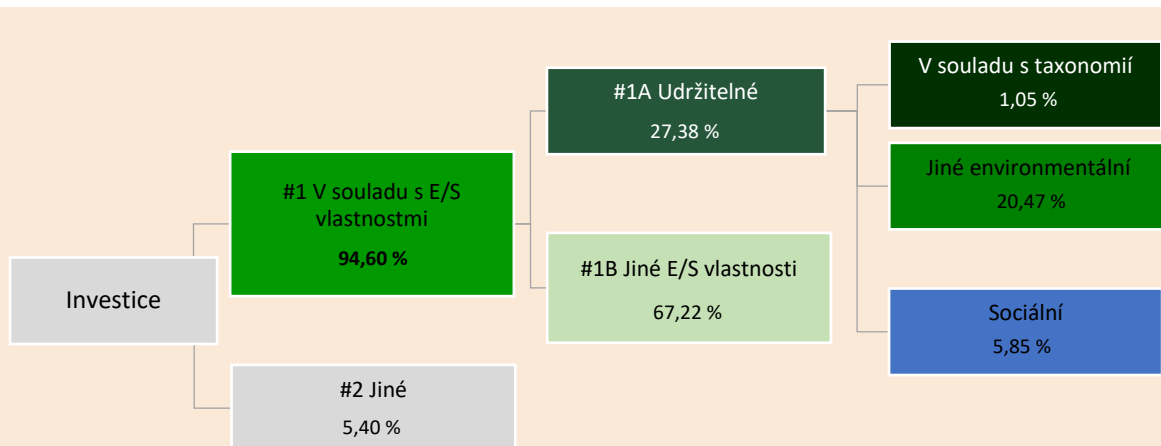 Investice
#1 V souladu s E/S
vlastnostmi
94,60 %
#2 Jiné
5,40 %
#1A Udržitelné
27,38 %
#1B Jiné E/S vlastnosti
67,22 %
V souladu s taxonomií
1,05 %
Jiné environmentální
20,47 %
Sociální
5,85 %